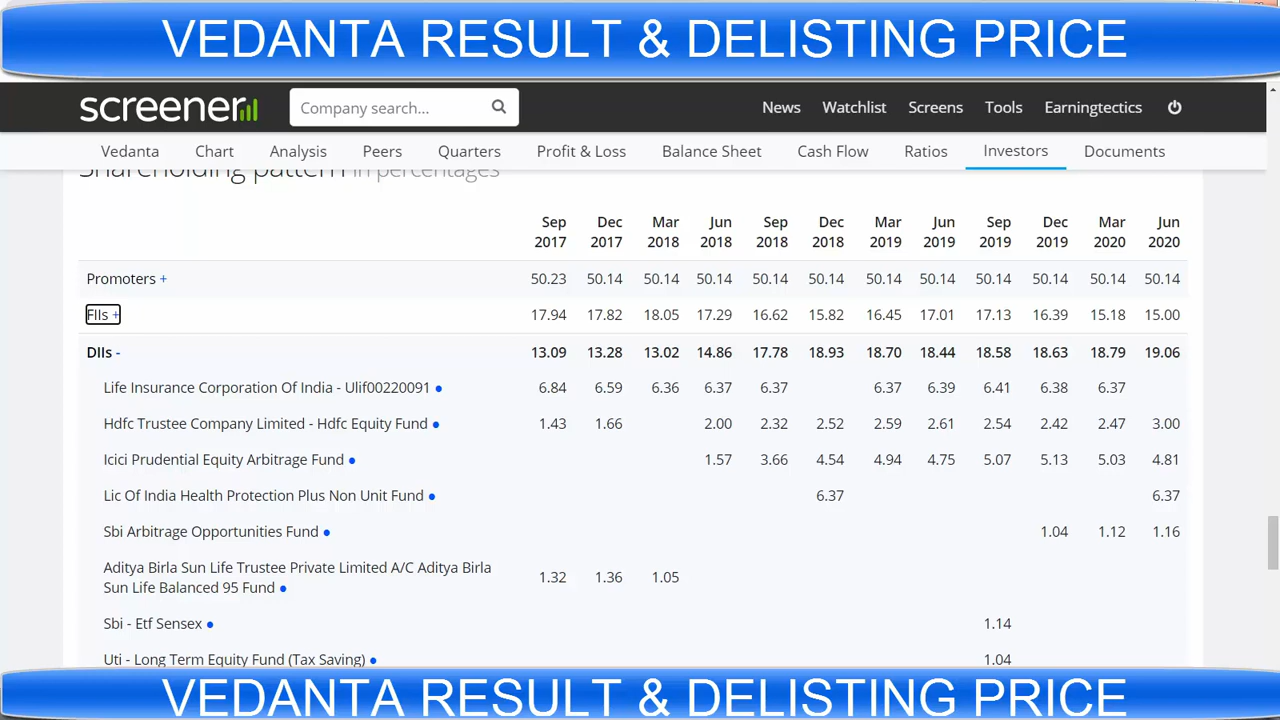 VEDANTA RESULT & DELISTING PRICE
screener
Company search...
News Watchlist Screens Tools Earningtectics
Vedanta Chart Analysis Peers Quarters Profit & Loss Balance Sheet Cash Flow Ratios Investors Documents
Shareholding pattern in percentages
Sep 2017 Dec 2017 Mar 2018 Jun 2018 Sep 2018 Dec 2018 Mar 2019 Jun 2019 Sep 2019 Dec 2019 Mar 2020 Jun 2020
Promoters + 50.23 50.14 50.14 50.14 50.14 50.14 50.14 50.14 50.14 50.14 50.14 50.14
FIIs + 17.94 17.82 18.05 17.29 16.62 15.82 16.45 17.01 17.13 16.39 15.18 15.00
DIIs - 13.09 13.28 13.02 14.86 17.78 18.93 18.70 18.44 18.58 18.63 18.79 19.06
Life Insurance Corporation Of India - Ulif00220091 6.84 6.59 6.36 6.37 6.37 6.37 6.39 6.41 6.38 6.37
Hdfc Trustee Company Limited - Hdfc Equity Fund 1.43 1.66 2.00 2.32 2.52 2.59 2.61 2.54 2.42 2.47 3.00
Icici Prudential Equity Arbitrage Fund 1.57 3.66 4.54 4.94 4.75 5.07 5.13 5.03 4.81
Lic Of India Health Protection Plus Non Unit Fund 6.37 6.37
Sbi Arbitrage Opportunities Fund 1.04 1.12 1.16
Aditya Birla Sun Life Trustee Private Limited A/C Aditya Birla
Sun Life Balanced 95 Fund 1.32 1.36 1.05
Sbi - Etf Sensex 1.14
Uti - Long Term Equity Fund (Tax Saving) 1.04
VEDANTA RESULT & DELISTING PRICE